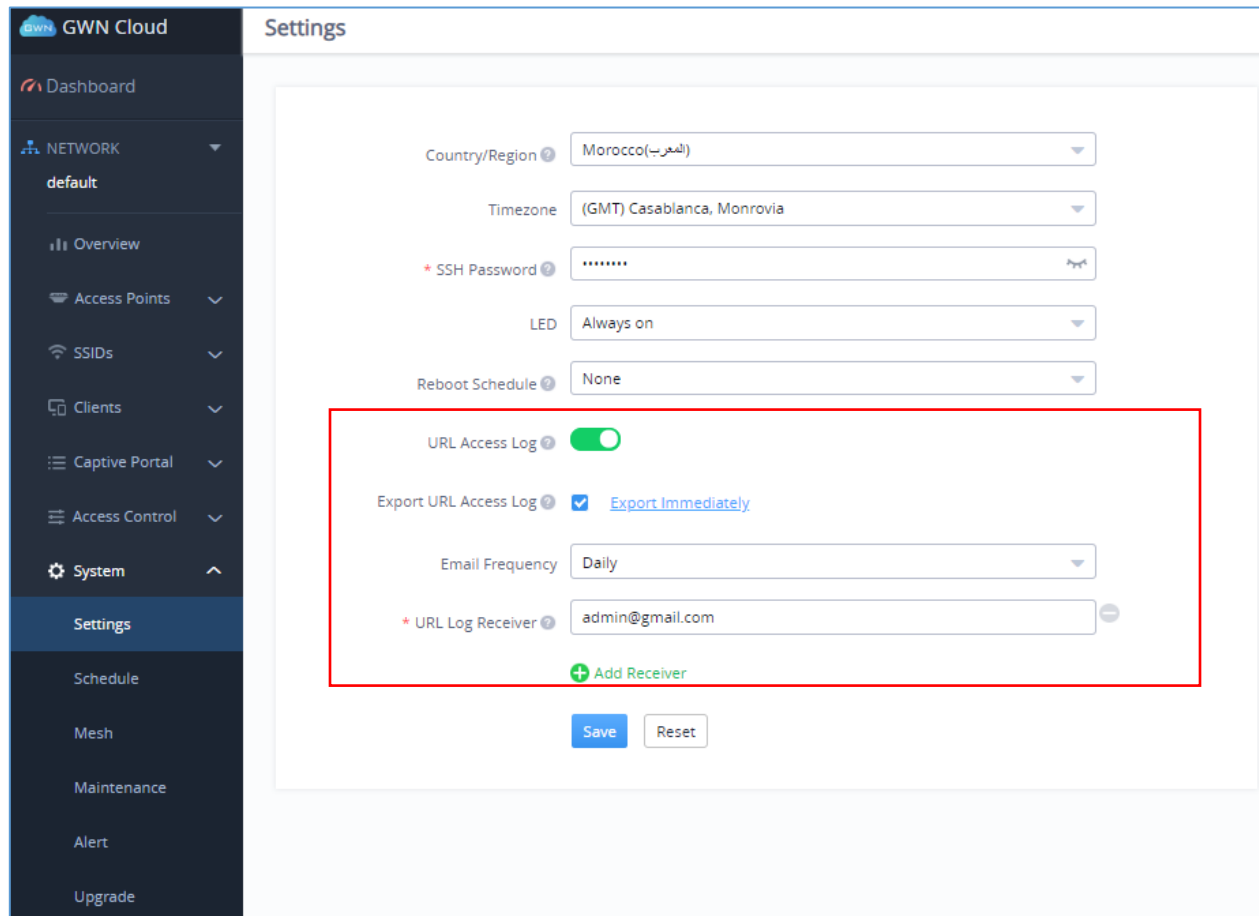 GWN GWN Cloud
Settings
Dashboard
NETWORK
default
Overview
Access Points
SSIDs
Clients
Captive Portal
Access Control
System
Settings
Schedule
Mesh
Maintenance
Alert
Upgrade
Country/Region ? Morocco(المغرب)
Timezone (GMT) Casablanca, Monrovia
* SSH Password ? ••••••••
LED Always on
Reboot Schedule ? None
URL Access Log ?
Export URL Access Log ? Export Immediately
Email Frequency Daily
* URL Log Receiver ? admin@gmail.com
Add Receiver
Save Reset